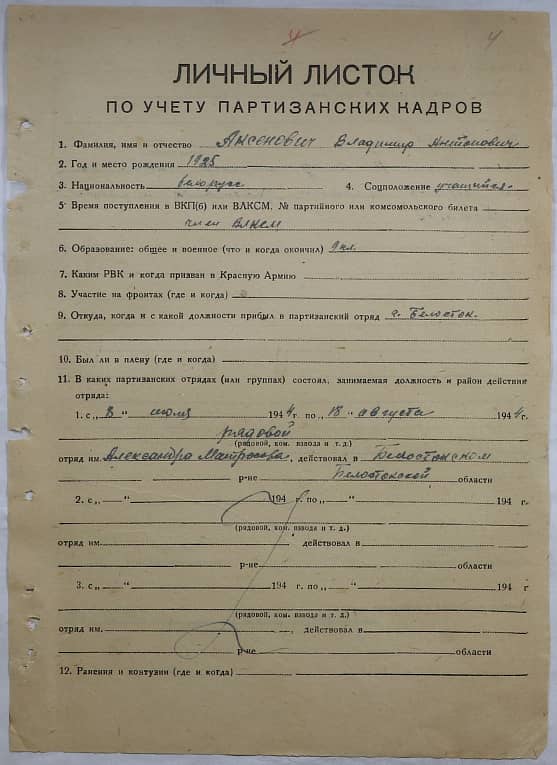 4 4
ЛИЧНЫЙ ЛИСТОК
ПО УЧЕТУ ПАРТИЗАНСКИХ КАДРОВ
1. Фамилия, имя и отчество Аксенович Владимир Антонович
2. Год и место рождения 1925
3. Национальность белорусс 4. Соцположение учащийся
5 Время поступления в ВКП(б) или ВЛКСМ, № партийного или комсомольского билета
член ВЛКСМ
6. Образование: общее и военное (что и когда окончил) 9 кл.
7. Каким РВК и когда призван в Красную Армию
8. Участие на фронтах (где и когда)
9. Откуда, когда и с какой должности прибыл в партизанский отряд г. Белосток.
10. Был ли в плену (где и когда)
11. В каких партизанских отрядах (или группах) состоял, занимаемая должность и район действия
отряда:
1. с „8 " июля 1944 г. по „18 " августа 1944 г.
рядовой
(рядовой, ком. взвода и т. д.)
отряд им. Александра Матросова, действовал в Белостокском
р-не Белостокской области
2. с „ " 194 г. по „ " 194 г
(рядовой, ком. взвода и т. д.)
отряд им. действовал в
р-не области
3. с „ " 194 г. по „ " 194 г
(рядовой, ком. взвода и т. д.)
отряд им. , действовал в
р-не области
12. Ранения и контузии (где и когда)